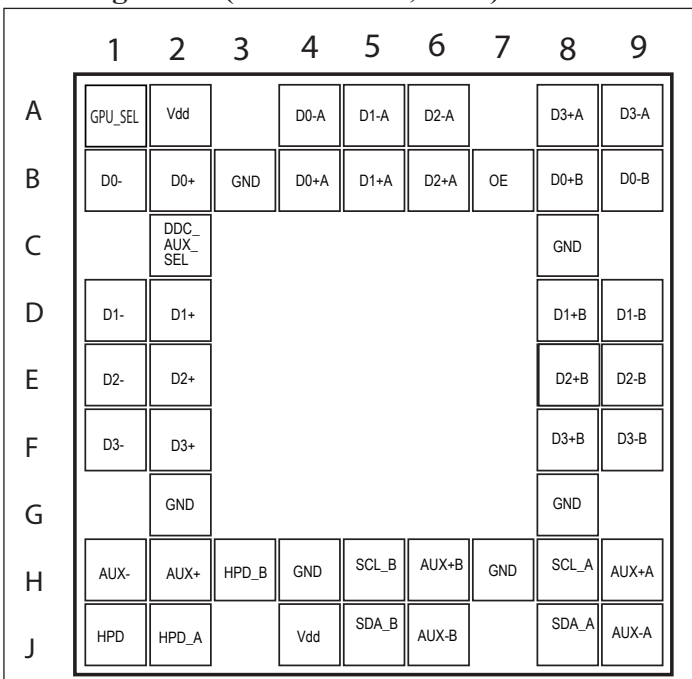 1 2 3 4 5 6 7 8 9
A GPU_SEL Vdd D0-A D1-A D2-A D3+A D3-A
B D0- D0+ GND D0+A D1+A D2+A OE D0+B D0-B
C DDC_ AUX_ SEL GND
D D1- D1+ D1+B D1-B
E D2- D2+ D2+B D2-B
F D3- D3+ D3+B D3-B
G GND GND
H AUX- AUX+ HPD_B GND SCL_B AUX+B GND SCL_A AUX+A
J HPD HPD_A Vdd SDA_B AUX-B SDA_A AUX-A